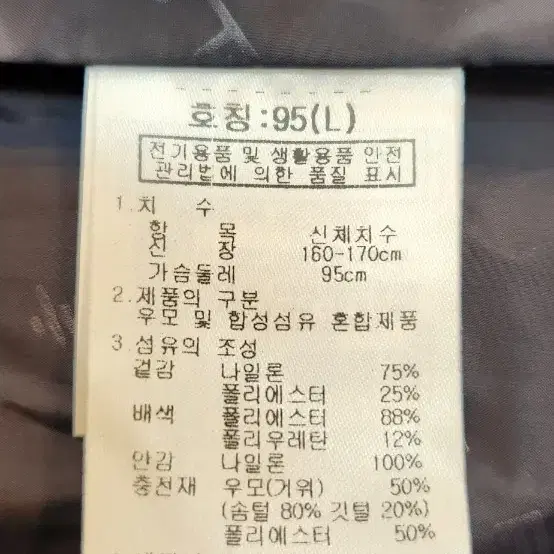 호칭:95(L)
전기용품 및 생활용품 안전
관리법에 의한 품질 표시
1.치 수
항 목 신체치수
신 장 160-170cm
가슴둘레 95cm
2.제품의 구분
우모 및 합성섬유 혼합제품
3.섬유의 조성
겉감 나일론 75%
폴리에스터 25%
배색 폴리에스터 88%
폴리우레탄 12%
안감 나일론 100%
충전재 우모(거위) 50%
(솜털 80% 깃털 20%)
폴리에스터 50%